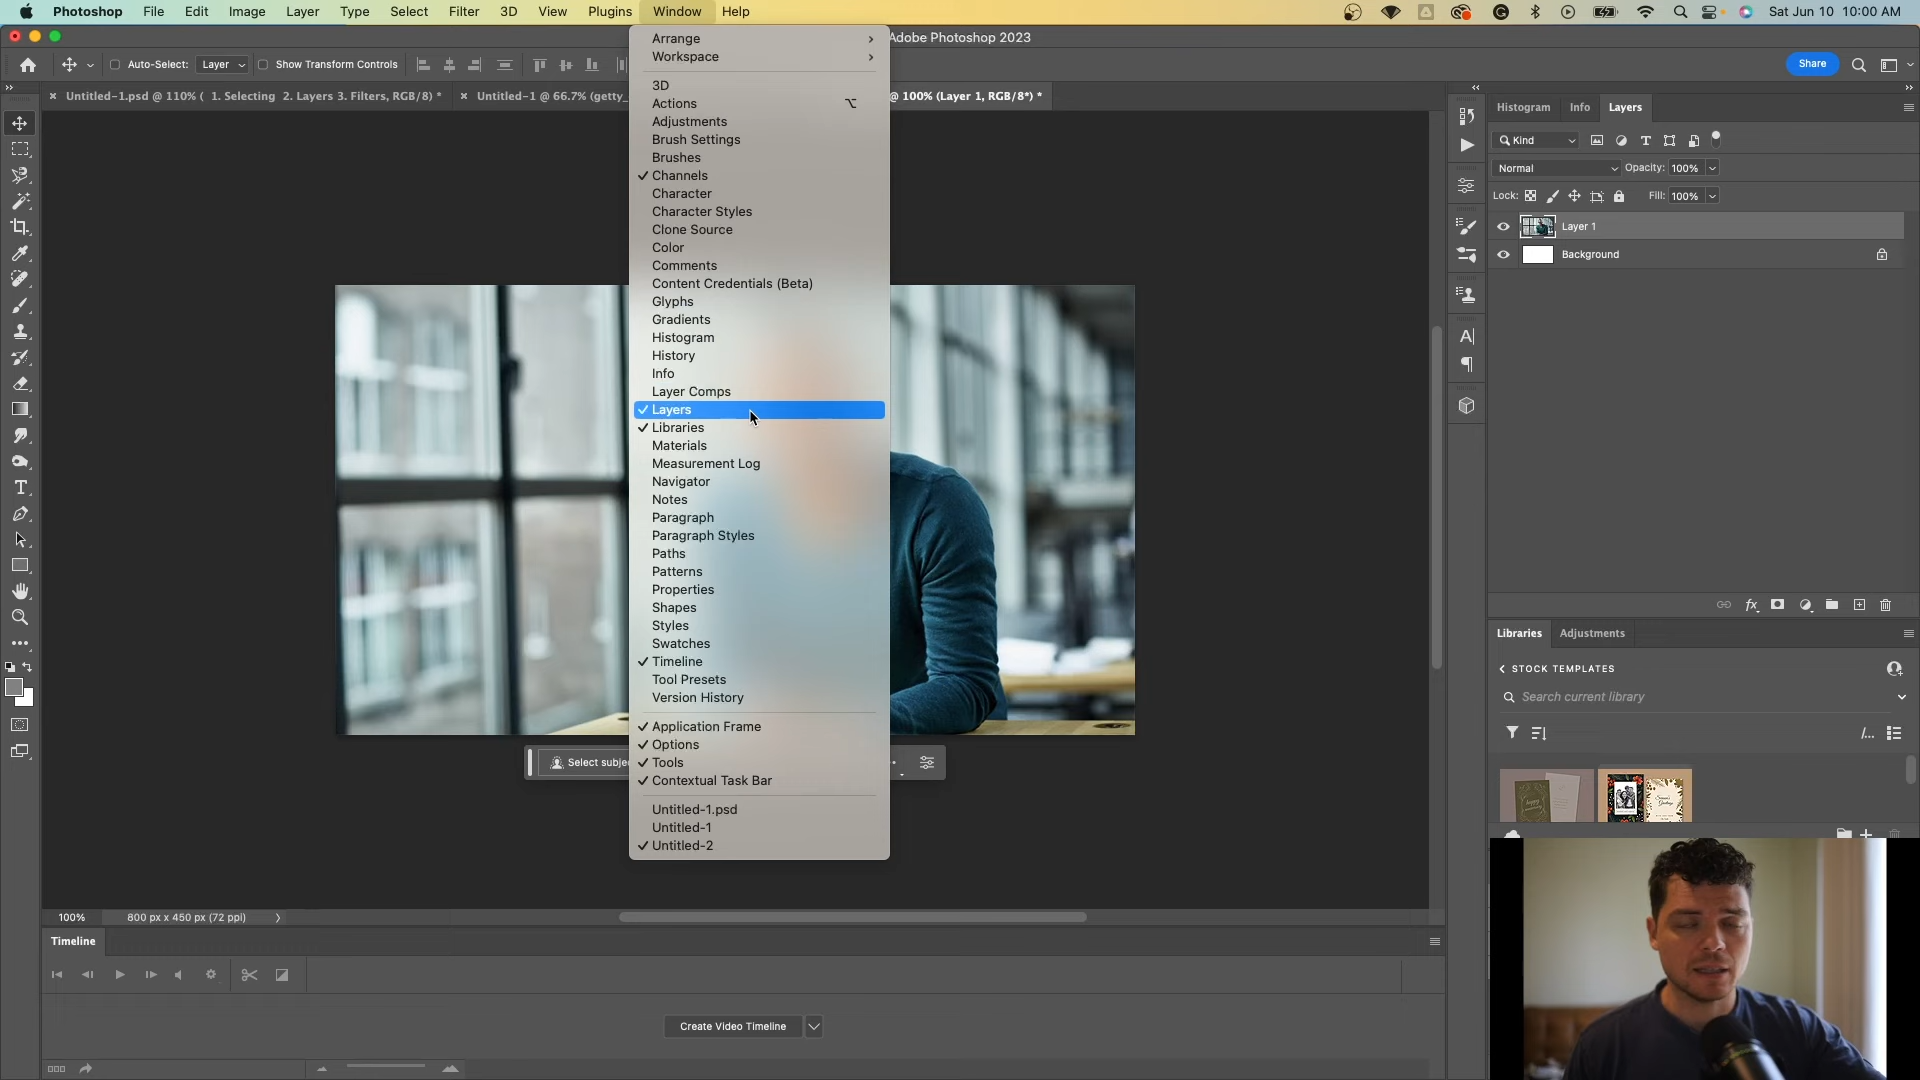 Photoshop File Edit Image Layer Type Select Filter 3D View Plugins Window Help Sat Jun 10 10:00 AM
Adobe Photoshop 2023
Auto-Select: Layer Show Transform Controls Share
Untitled-1.psd @ 110% ( 1. Selecting 2. Layers 3. Filters, RGB/8) * Untitled-1 @ 66.7% (getty_ @ 100% (Layer 1, RGB/8*) *
Arrange
Workspace
3D
Actions ⌥
Adjustments
Brush Settings
Brushes
✓ Channels
Character
Character Styles
Clone Source
Color
Comments
Content Credentials (Beta)
Glyphs
Gradients
Histogram
History
Info
Layer Comps
✓ Layers
✓ Libraries
Materials
Measurement Log
Navigator
Notes
Paragraph
Paragraph Styles
Paths
Patterns
Properties
Shapes
Styles
Swatches
✓ Timeline
Tool Presets
Version History
✓ Application Frame
✓ Options
✓ Tools
✓ Contextual Task Bar
Untitled-1.psd
Untitled-1
✓ Untitled-2
Select subje
100% 800 px x 450 px (72 ppi)
Timeline
Create Video Timeline
Histogram Info Layers
Kind
Normal Opacity: 100%
Lock: Fill: 100%
Layer 1
Background
fx
Libraries Adjustments
STOCK TEMPLATES
Search current library
/...